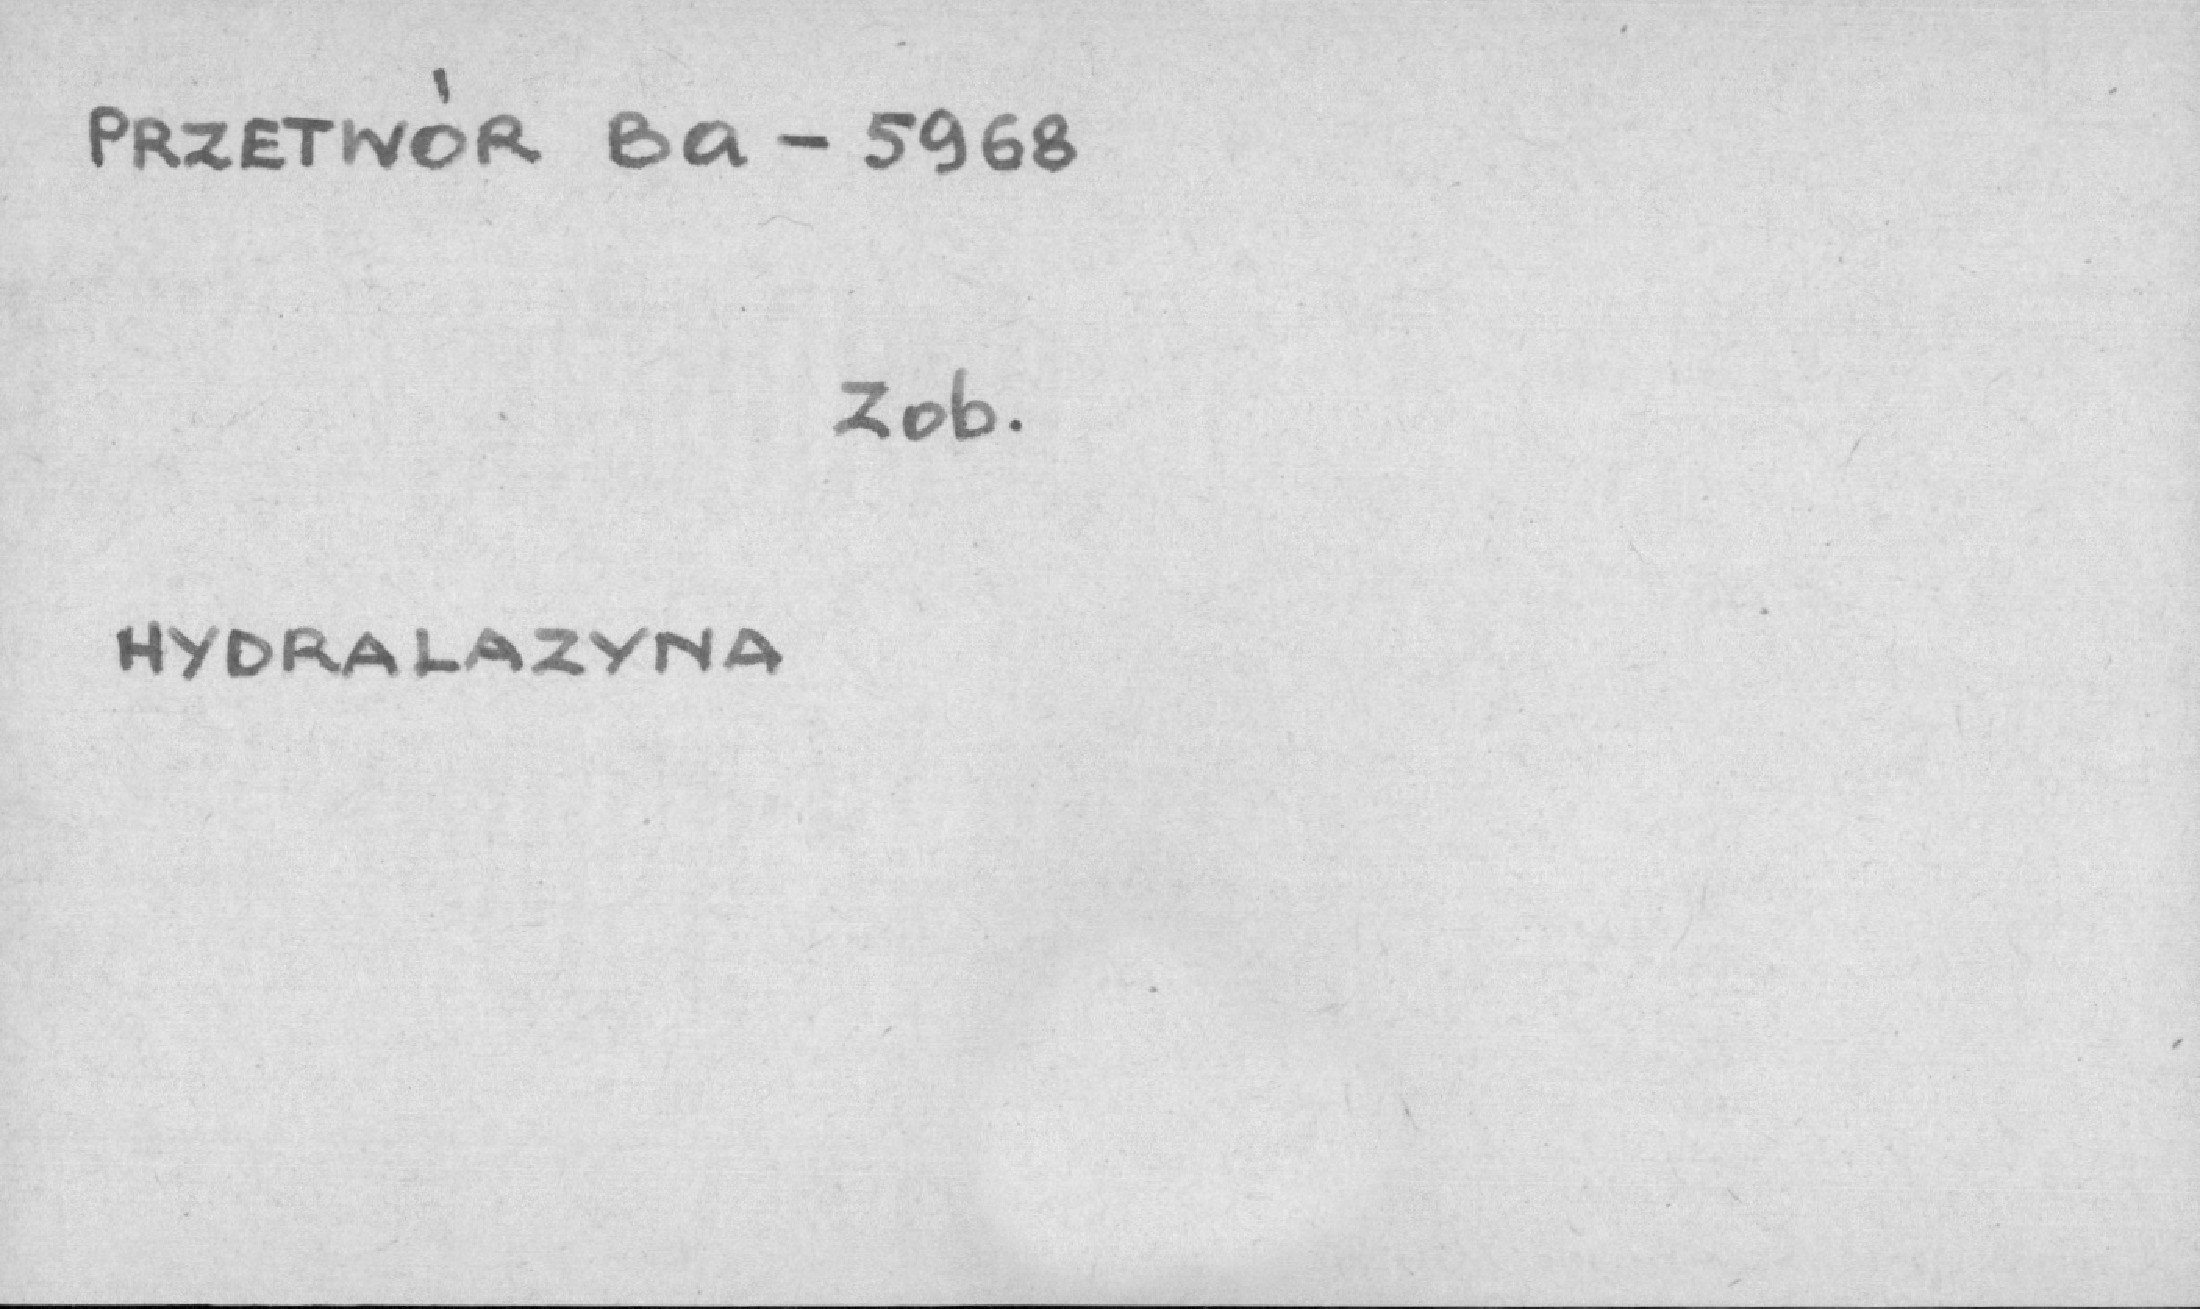 PRZETWÓR Ba - 5968
Zob.
HYDRALAZYNA